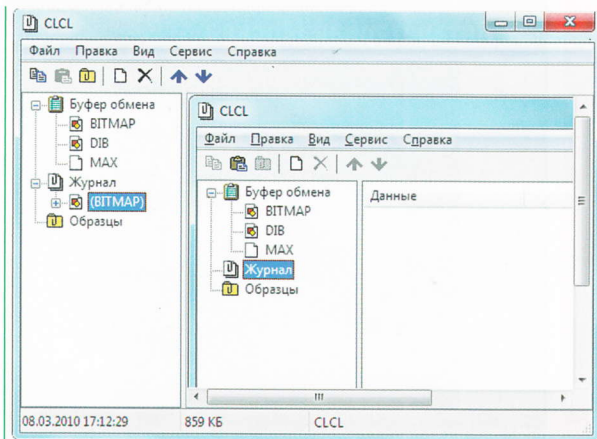 CLCL
Файл Правка Вид Сервис Справка
Буфер обмена
BITMAP
DIB
MAX
Журнал
(BITMAP)
Образцы
CLCL
Файл Правка Вид Сервис Справка
Буфер обмена
BITMAP
DIB
MAX
Журнал
Образцы
Данные
08.03.2010 17:12:29 859 КБ CLCL